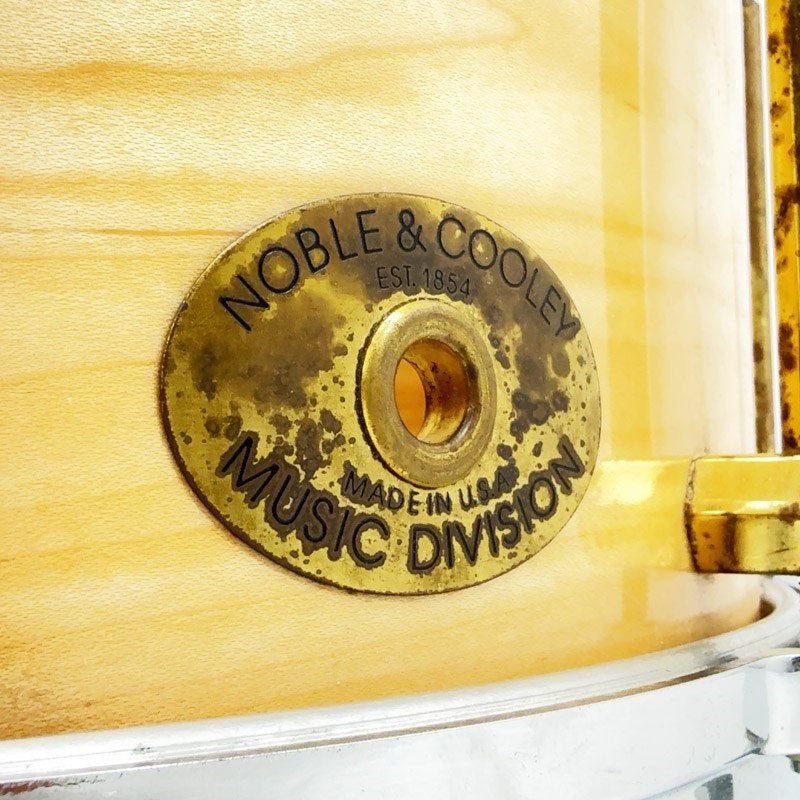 NOBLE & COOLEY
EST. 1854
MADE IN U.S.A.
MUSIC DIVISION